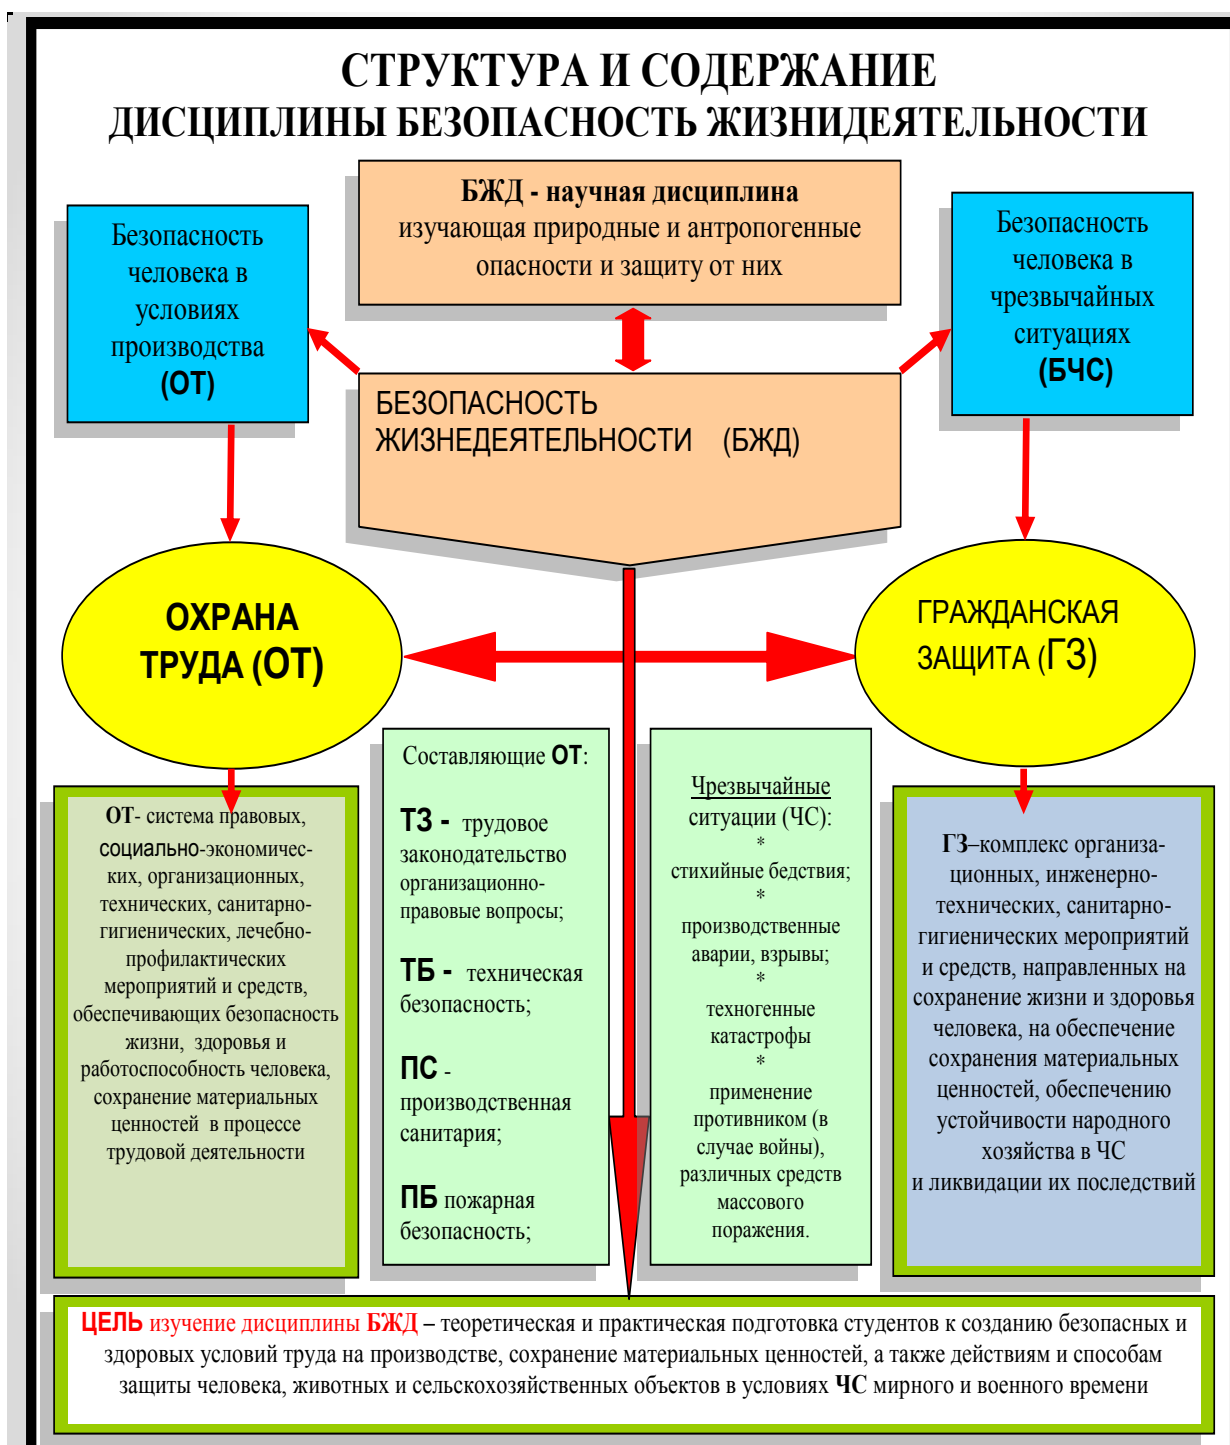 СТРУКТУРА И СОДЕРЖАНИЕ
ДИСЦИПЛИНЫ БЕЗОПАСНОСТЬ ЖИЗНИДЕЯТЕЛЬНОСТИ
БЖД - научная дисциплина
изучающая природные и антропогенные
опасности и защиту от них
Безопасность
человека в
условиях
производства
(ОТ)
Безопасность
человека в
чрезвычайных
ситуациях
(БЧС)
БЕЗОПАСНОСТЬ
ЖИЗНЕДЕЯТЕЛЬНОСТИ (БЖД)
ОХРАНА
ТРУДА (ОТ)
ГРАЖДАНСКАЯ
ЗАЩИТА (ГЗ)
ОТ- система правовых,
социально-экономичес-
ких, организационных,
технических, санитарно-
гигиенических, лечебно-
профилактических
мероприятий и средств,
обеспечивающих безопасность
жизни, здоровья и
работоспособность человека,
сохранение материальных
ценностей в процессе
трудовой деятельности
Составляющие ОТ:
ТЗ - трудовое
законодательство
организационно-
правовые вопросы;
ТБ - техническая
безопасность;
ПС -
производственная
санитария;
ПБ пожарная
безопасность;
Чрезвычайные
ситуации (ЧС):
*
стихийные бедствия;
*
производственные
аварии, взрывы;
*
техногенные
катастрофы
*
применение
противником (в
случае войны),
различных средств
массового
поражения.
ГЗ–комплекс организа-
ционных, инженерно-
технических, санитарно-
гигиенических мероприятий
и средств, направленных на
сохранение жизни и здоровья
человека, на обеспечение
сохранения материальных
ценностей, обеспечению
устойчивости народного
хозяйства в ЧС
и ликвидации их последствий
ЦЕЛЬ изучение дисциплины БЖД – теоретическая и практическая подготовка студентов к созданию безопасных и
здоровых условий труда на производстве, сохранение материальных ценностей, а также действиям и способам
защиты человека, животных и сельскохозяйственных объектов в условиях ЧС мирного и военного времени